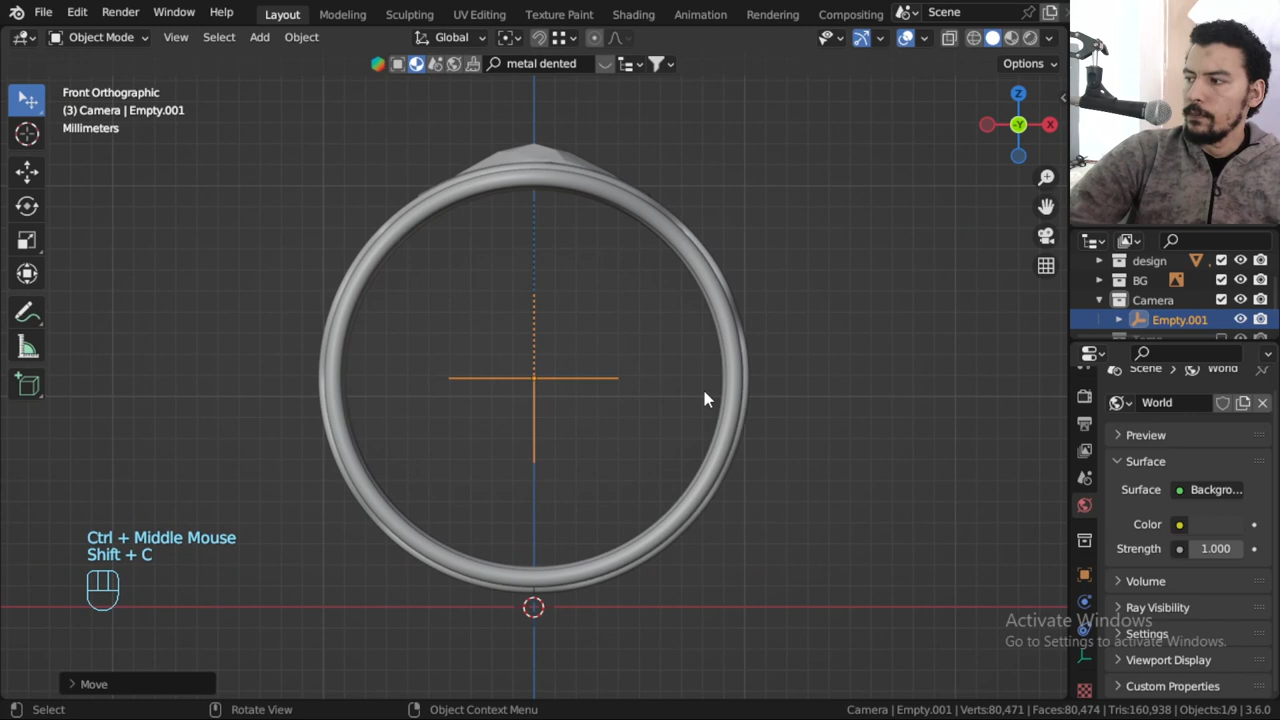 File Edit Render Window Help Layout Modeling Sculpting UV Editing Texture Paint Shading Animation Rendering Compositing Scene
Object Mode View Select Add Object Global
metal dented Options
Front Orthographic
(3) Camera | Empty.001
Millimeters
Z
-Y
X
design
BG
Camera
Empty.001
Scene World
World
Preview
Surface
Surface Backgro...
Color
Strength 1.000
Volume
Ray Visibility
Settings
Viewport Display
Custom Properties
Ctrl + Middle Mouse
Shift + C
Activate Windows
Go to Settings to activate Windows.
Move
Select Rotate View Object Context Menu Camera | Empty.001 | Verts:80,471 | Faces:80,474 | Tris:160,938 | Objects:1/9 | 3.6.0